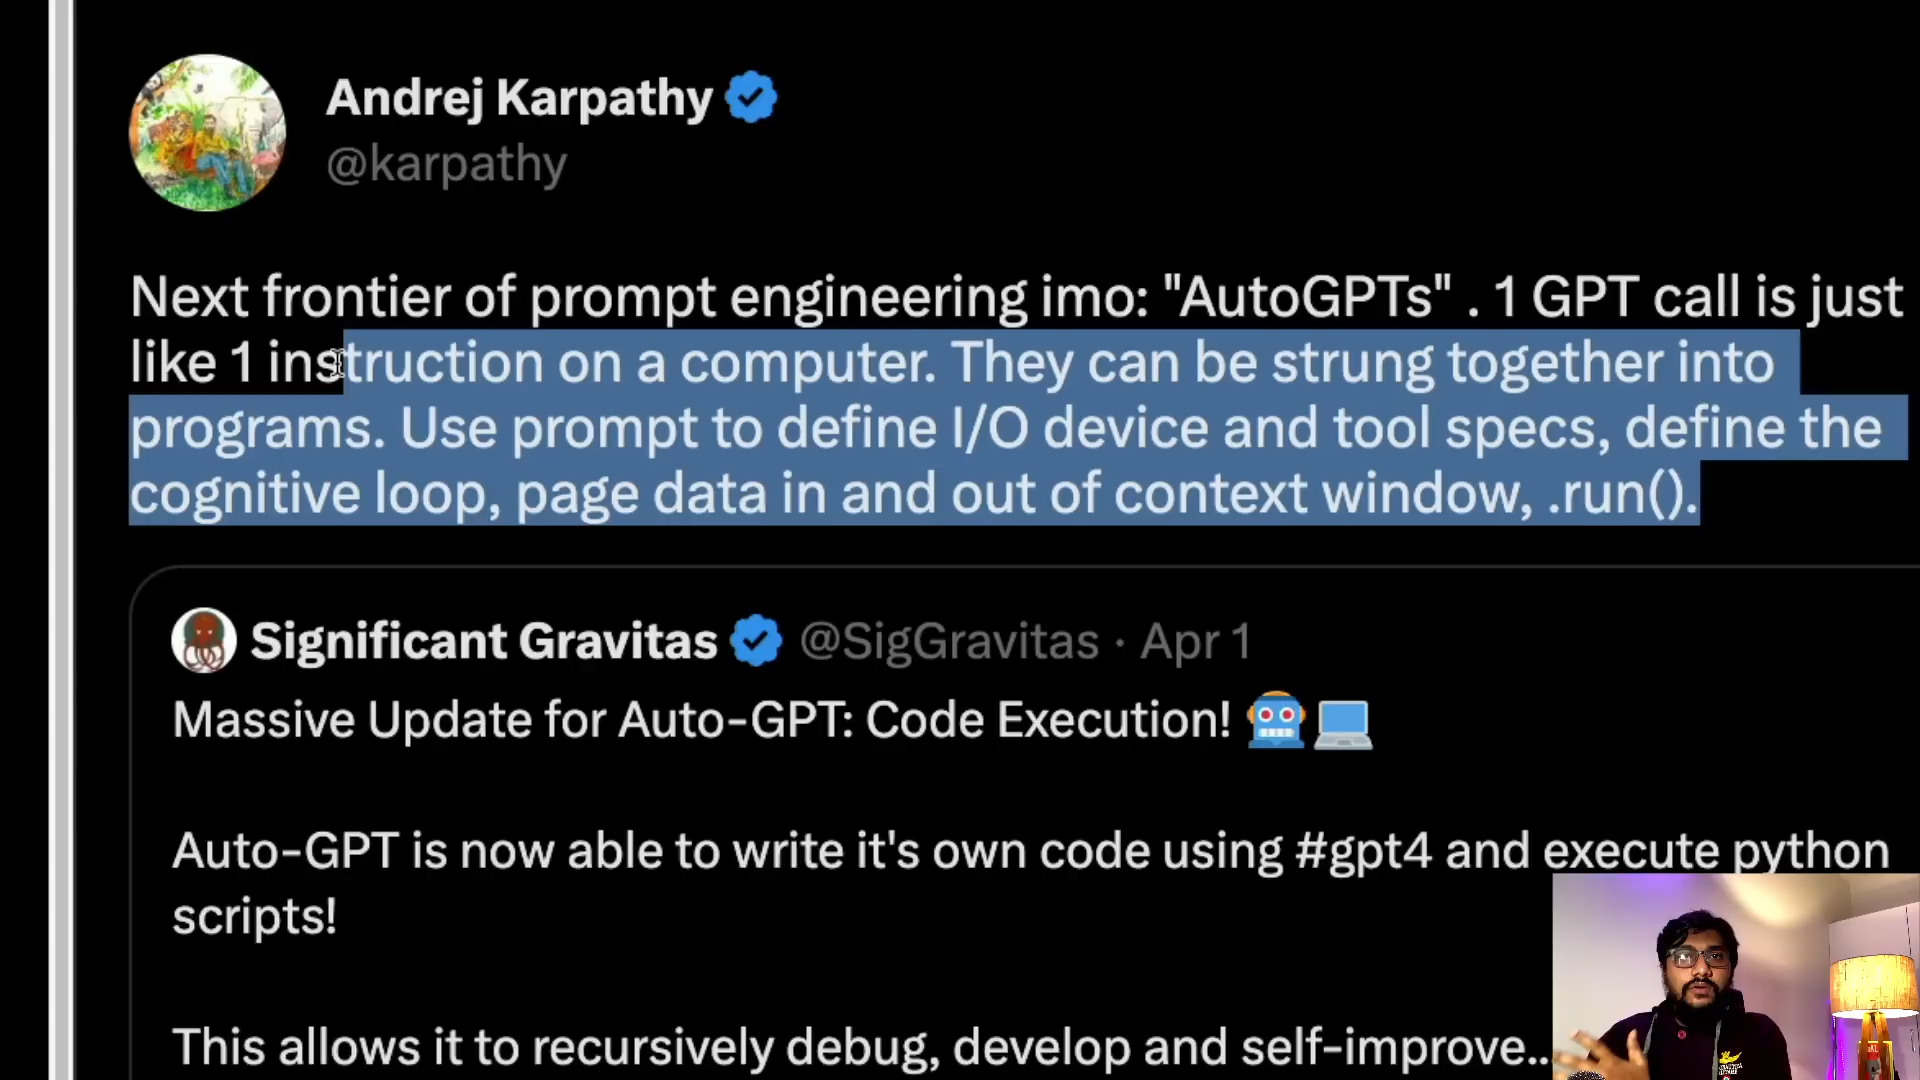 Andrej Karpathy
@karpathy
Next frontier of prompt engineering imo: "AutoGPTs" . 1 GPT call is just
like 1 instruction on a computer. They can be strung together into
programs. Use prompt to define I/O device and tool specs, define the
cognitive loop, page data in and out of context window, .run().
Significant Gravitas @SigGravitas · Apr 1
Massive Update for Auto-GPT: Code Execution! 🤖💻
Auto-GPT is now able to write it's own code using #gpt4 and execute python
scripts!
This allows it to recursively debug, develop and self-improve...